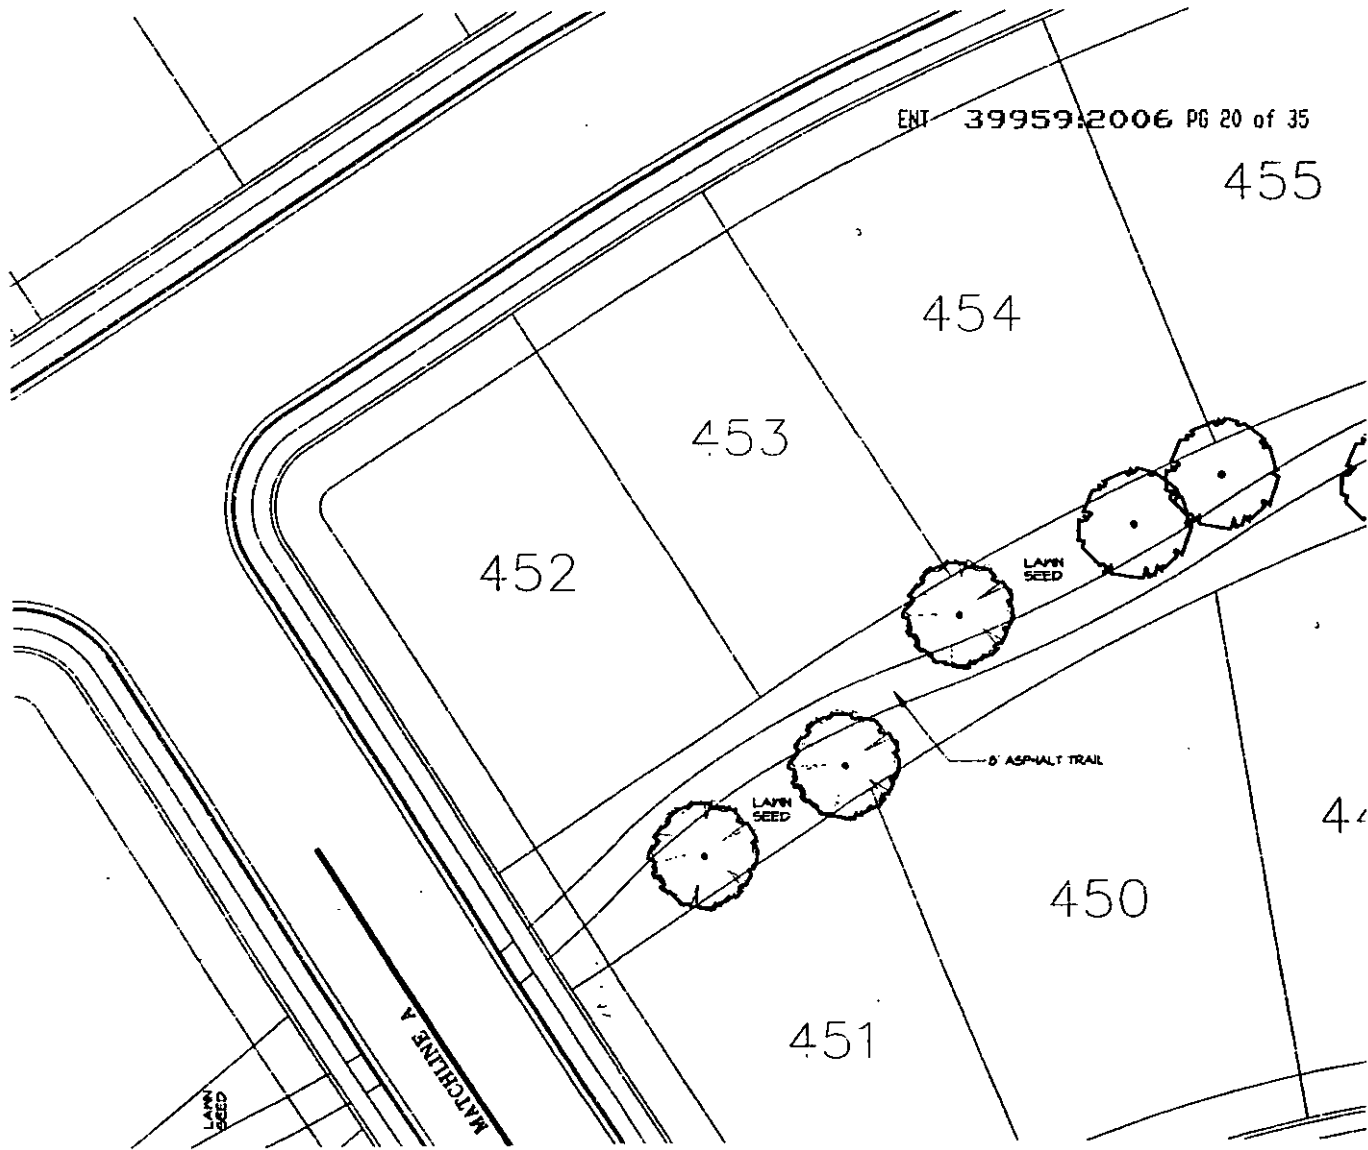 ENT 39959:2006 PG 20 of 35
455
454
453
452
LAWN
SEED
8' ASPHALT TRAIL
LAWN
SEED
450
451
MATCHLINE A
LAWN
SEED